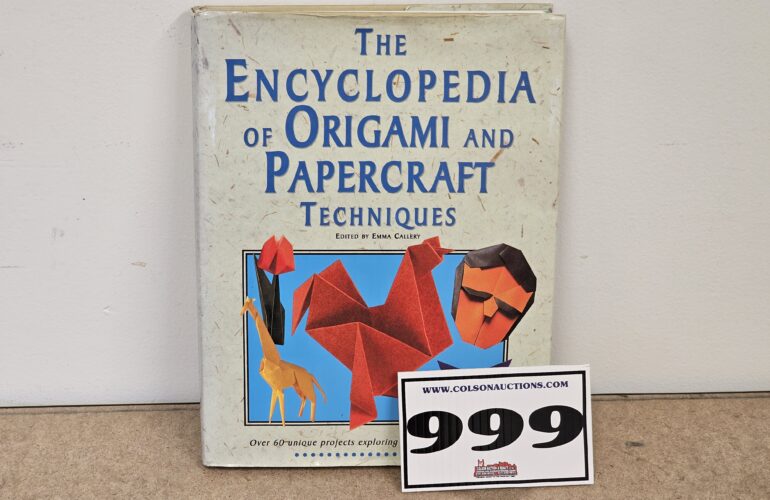 THE
ENCYCLOPEDIA
OF ORIGAMI AND
PAPERCRAFT
TECHNIQUES
EDITED BY EMMA CALLERY
Over 60 unique projects exploring
WWW.COLSONAUCTIONS.COM
999